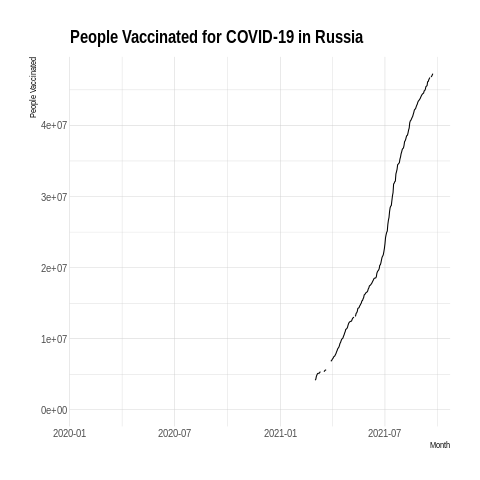 People Vaccinated for COVID-19 in Russia
People Vaccinated
4e+07
3e+07
2e+07
1e+07
0e+00
2020-01 2020-07 2021-01 2021-07
Month